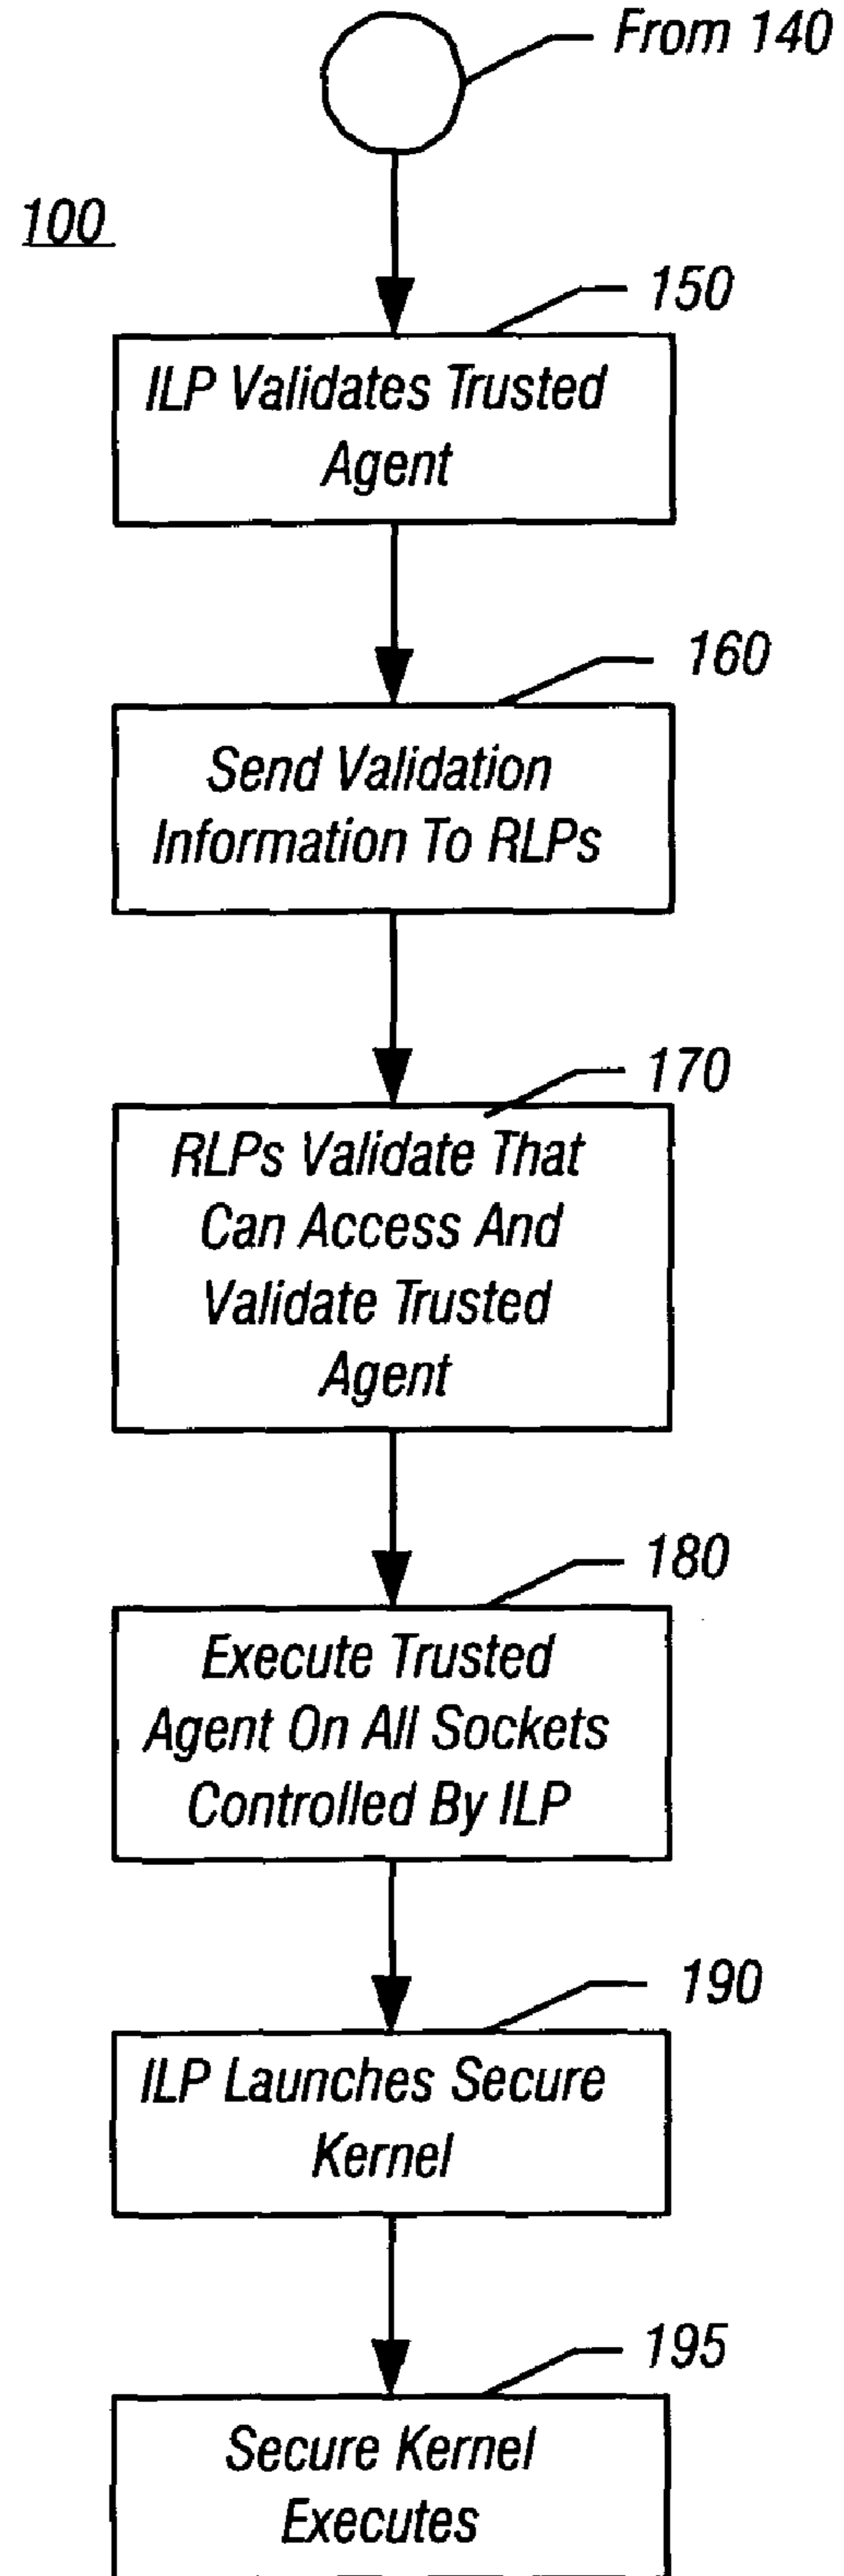 From 140
100
150
ILP Validates Trusted
Agent
160
Send Validation
Information To RLPs
170
RLPs Validate That
Can Access And
Validate Trusted
Agent
180
Execute Trusted
Agent On All Sockets
Controlled By ILP
190
ILP Launches Secure
Kernel
195
Secure Kernel
Executes